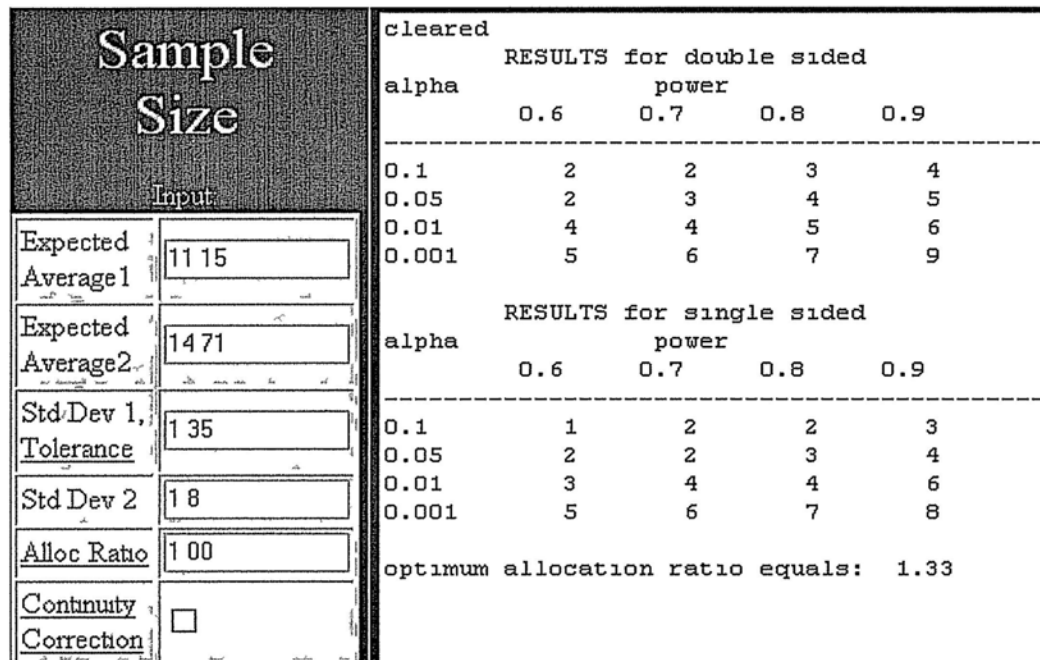 Sample
Size
Input:
Expected
Average1
11 15
Expected
Average2
14 71
Std Dev 1,
Tolerance
1 35
Std Dev 2
1 8
Alloc Ratio
1 00
Continuity
Correction
cleared
RESULTS for double sided
alpha power
0.6 0.7 0.8 0.9
0.1 2 2 3 4
0.05 2 3 4 5
0.01 4 4 5 6
0.001 5 6 7 9
RESULTS for single sided
alpha power
0.6 0.7 0.8 0.9
0.1 1 2 2 3
0.05 2 2 3 4
0.01 3 4 4 6
0.001 5 6 7 8
optimum allocation ratio equals: 1.33